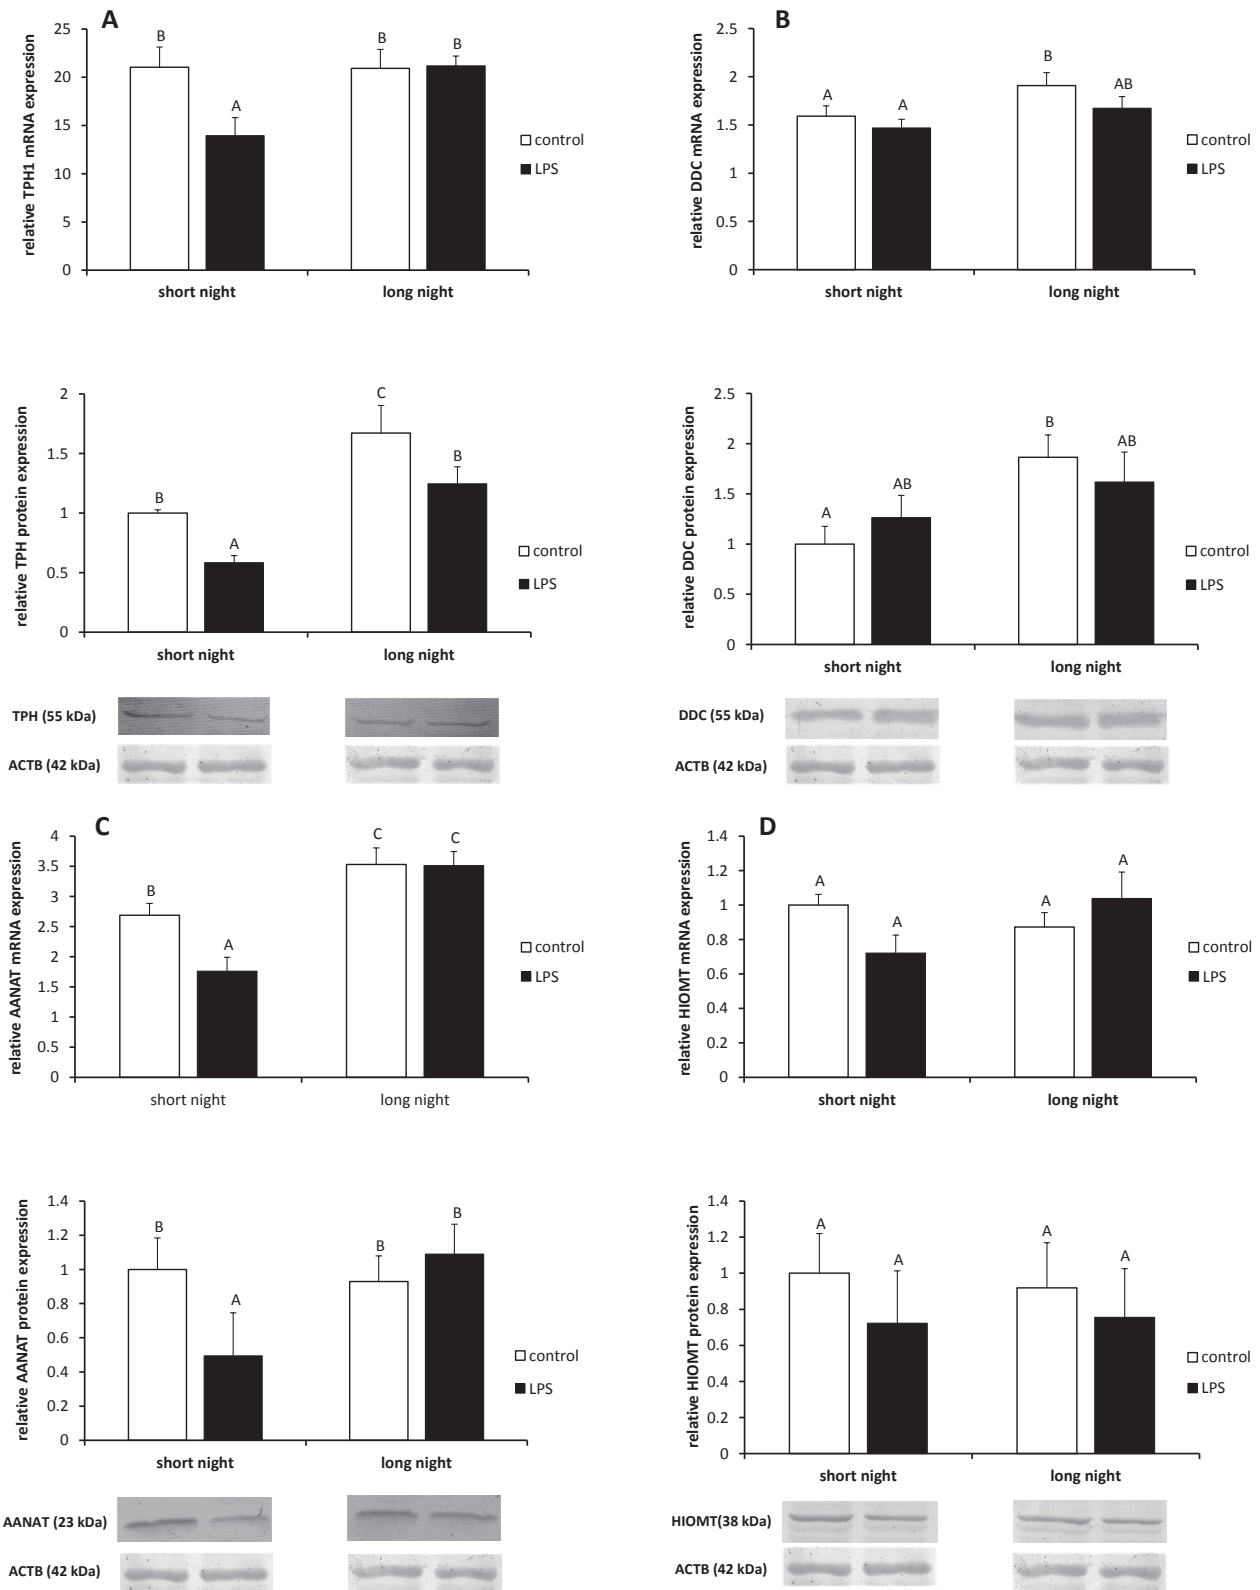 A
relative TPH1 mRNA expression
25
20
15
10
5
0
B
A
B
B
short night
long night
control
LPS
B
relative DDC mRNA expression
2.5
2
1.5
1
0.5
0
A
A
B
AB
short night
long night
control
LPS
relative TPH protein expression
2
1.5
1
0.5
0
B
A
C
B
short night
long night
control
LPS
TPH (55 kDa)
ACTB (42 kDa)
relative DDC protein expression
2.5
2
1.5
1
0.5
0
A
AB
B
AB
short night
long night
control
LPS
DDC (55 kDa)
ACTB (42 kDa)
C
relative AANAT mRNA expression
4
3.5
3
2.5
2
1.5
1
0.5
0
B
A
C
C
short night
long night
control
LPS
D
relative HIOMT mRNA expression
1.4
1.2
1
0.8
0.6
0.4
0.2
0
A
A
A
A
short night
long night
control
LPS
relative AANAT protein expression
1.4
1.2
1
0.8
0.6
0.4
0.2
0
B
A
B
B
short night
long night
control
LPS
AANAT (23 kDa)
ACTB (42 kDa)
relative HIOMT protein expression
1.4
1.2
1
0.8
0.6
0.4
0.2
0
A
A
A
A
short night
long night
control
LPS
HIOMT(38 kDa)
ACTB (42 kDa)